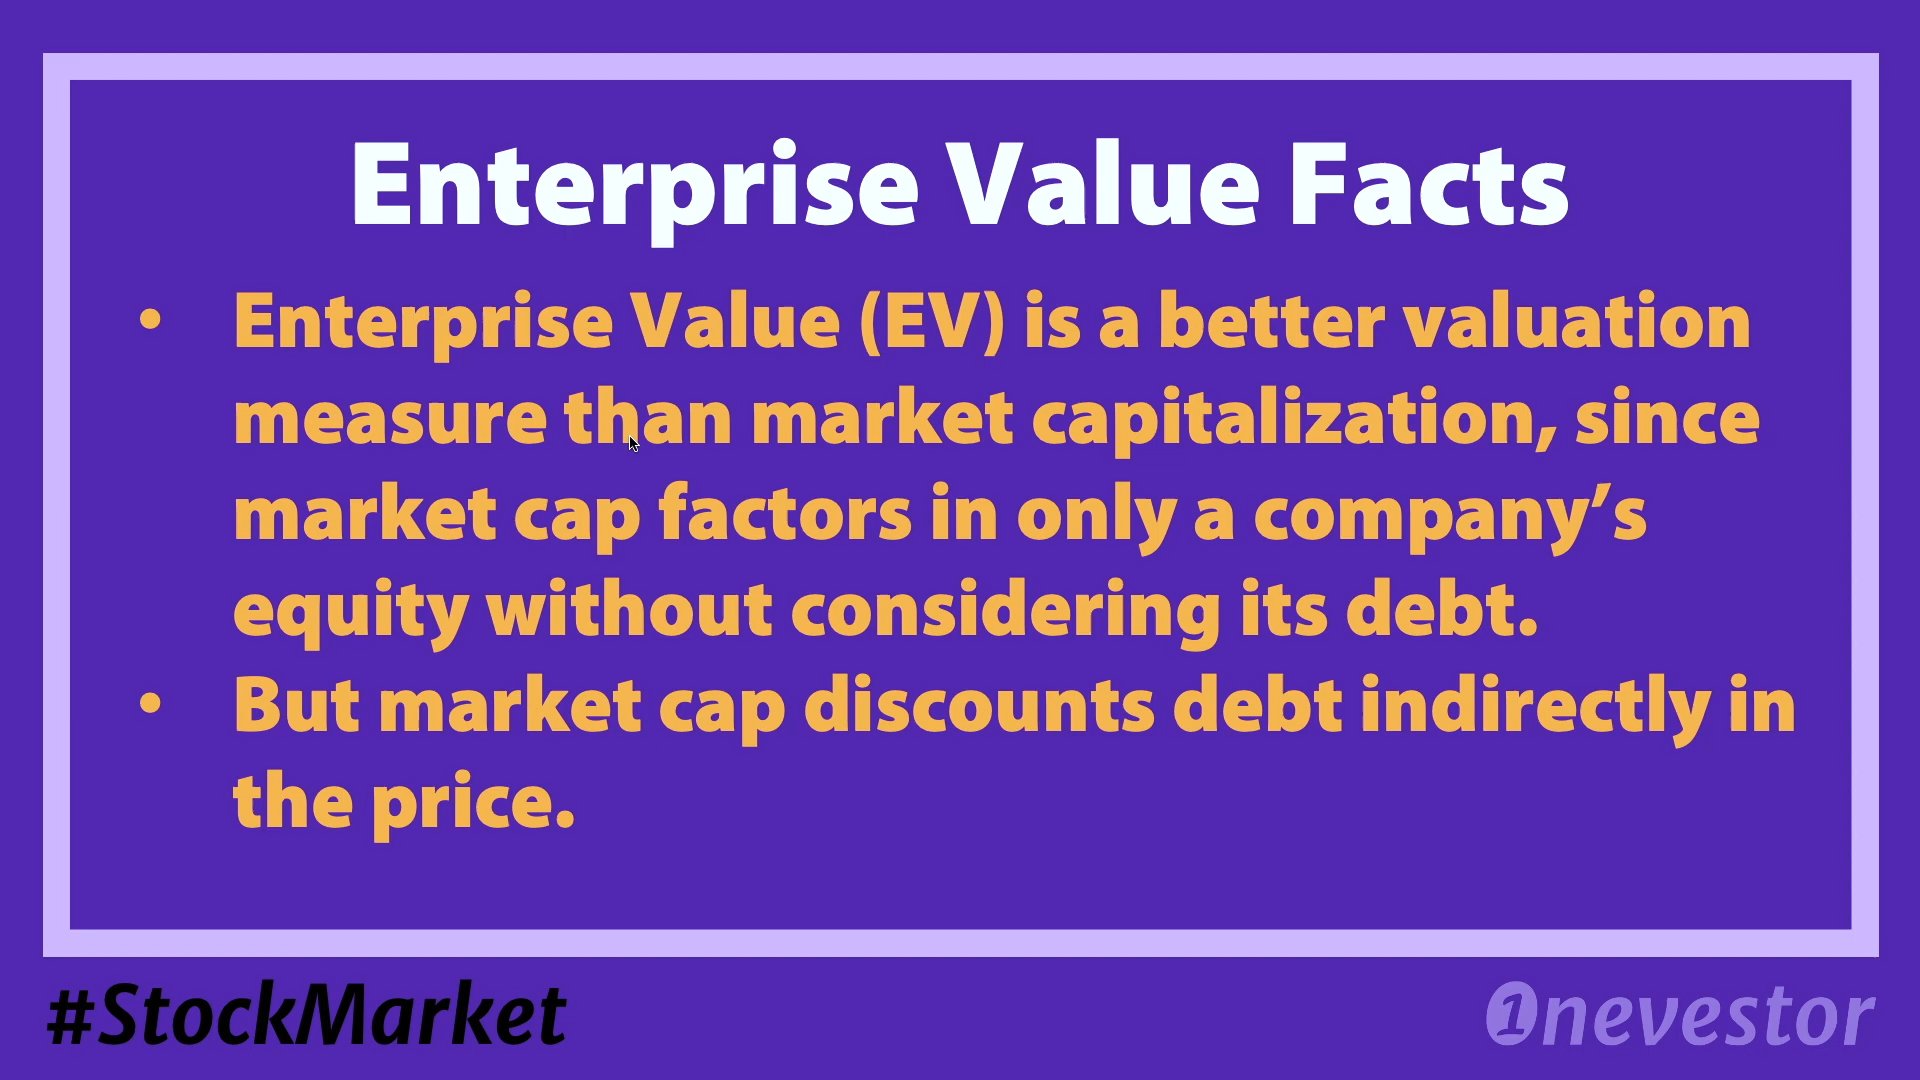 Enterprise Value Facts
• Enterprise Value (EV) is a better valuation
measure than market capitalization, since
market cap factors in only a company’s
equity without considering its debt.
• But market cap discounts debt indirectly in
the price.
#StockMarket
1nevestor